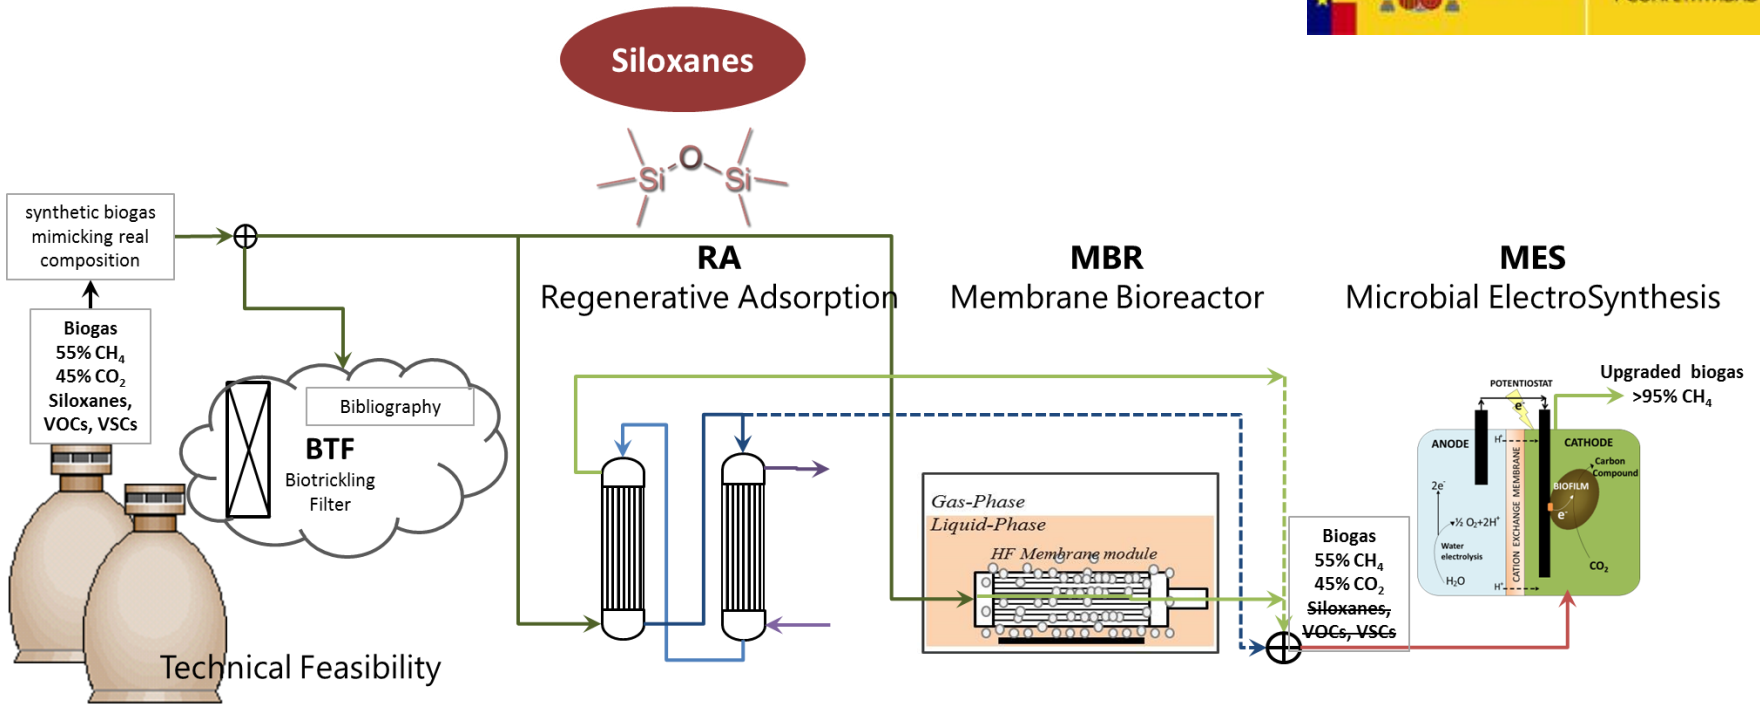 Siloxanes
Si
O
Si
synthetic biogas
mimicking real
composition
Biogas
55% CH₄
45% CO₂
Siloxanes,
VOCs, VSCs
Bibliography
BTF
Biotrickling
Filter
Technical Feasibility
RA
Regenerative Adsorption
MBR
Membrane Bioreactor
Gas-Phase
Liquid-Phase
HF Membrane module
MES
Microbial ElectroSynthesis
Biogas
55% CH₄
45% CO₂
Siloxanes,
VOCs, VSCs
POTENTIOSTAT
e⁻
Upgraded biogas
>95% CH₄
ANODE
H⁺
CATHODE
Carbon
Compound
BIOFILM
e⁻
2e⁻
½ O₂+2H⁺
Water
electrolysis
H₂O
CATION EXCHANGE MEMBRANE
H⁺
CO₂